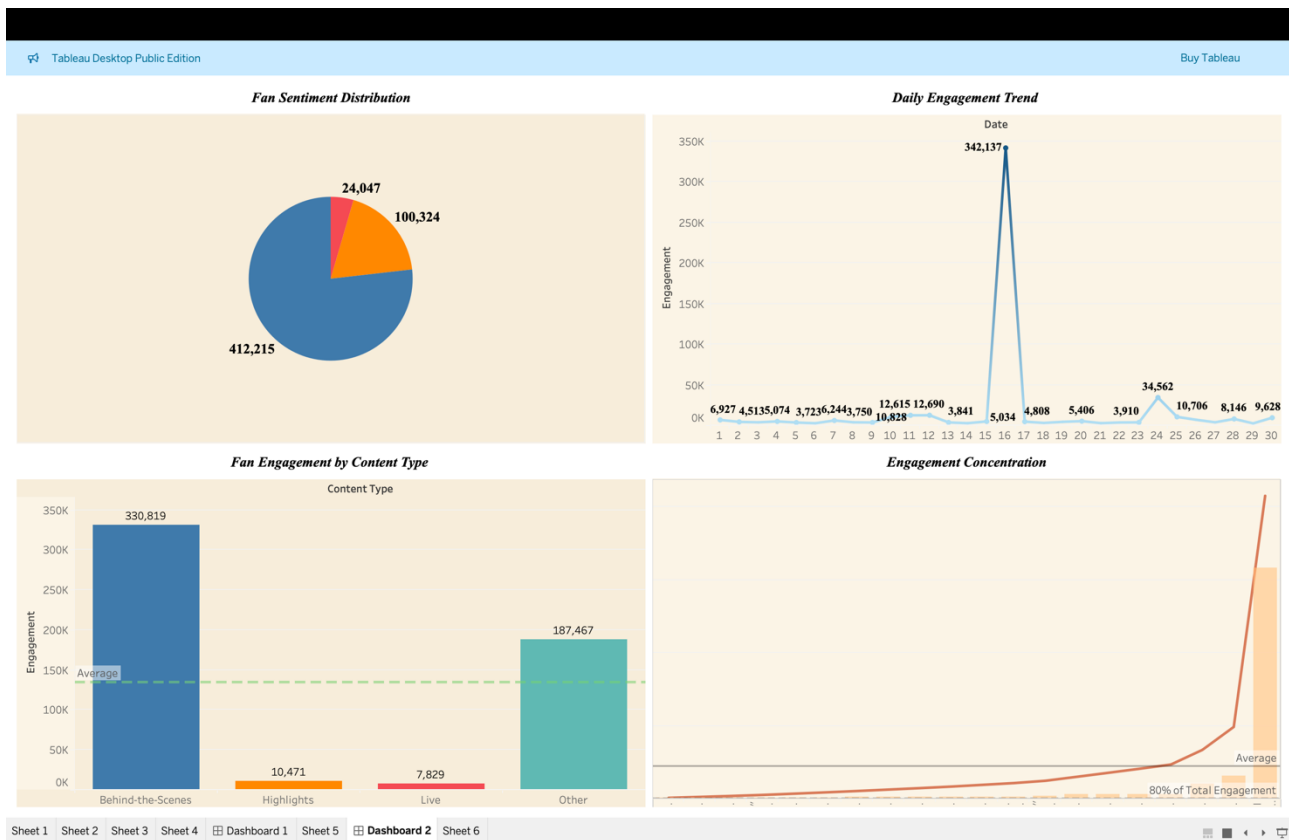 Tableau Desktop Public Edition
Buy Tableau
Fan Sentiment Distribution
24,047
100,324
412,215
Daily Engagement Trend
Date
Engagement
350K
300K
250K
200K
150K
100K
50K
0K
342,137
6,927 4,513 5,074 3,723 6,244 3,750 10,828 12,615 12,690 3,841 5,034 4,808 5,406 3,910 34,562 10,706 8,146 9,628
1 2 3 4 5 6 7 8 9 10 11 12 13 14 15 16 17 18 19 20 21 22 23 24 25 26 27 28 29 30
Fan Engagement by Content Type
Content Type
Engagement
350K
300K
250K
200K
150K
100K
50K
0K
330,819
10,471
7,829
187,467
Average
Behind-the-Scenes Highlights Live Other
Engagement Concentration
Average
80% of Total Engagement
Sheet 1 Sheet 2 Sheet 3 Sheet 4 Dashboard 1 Sheet 5 Dashboard 2 Sheet 6